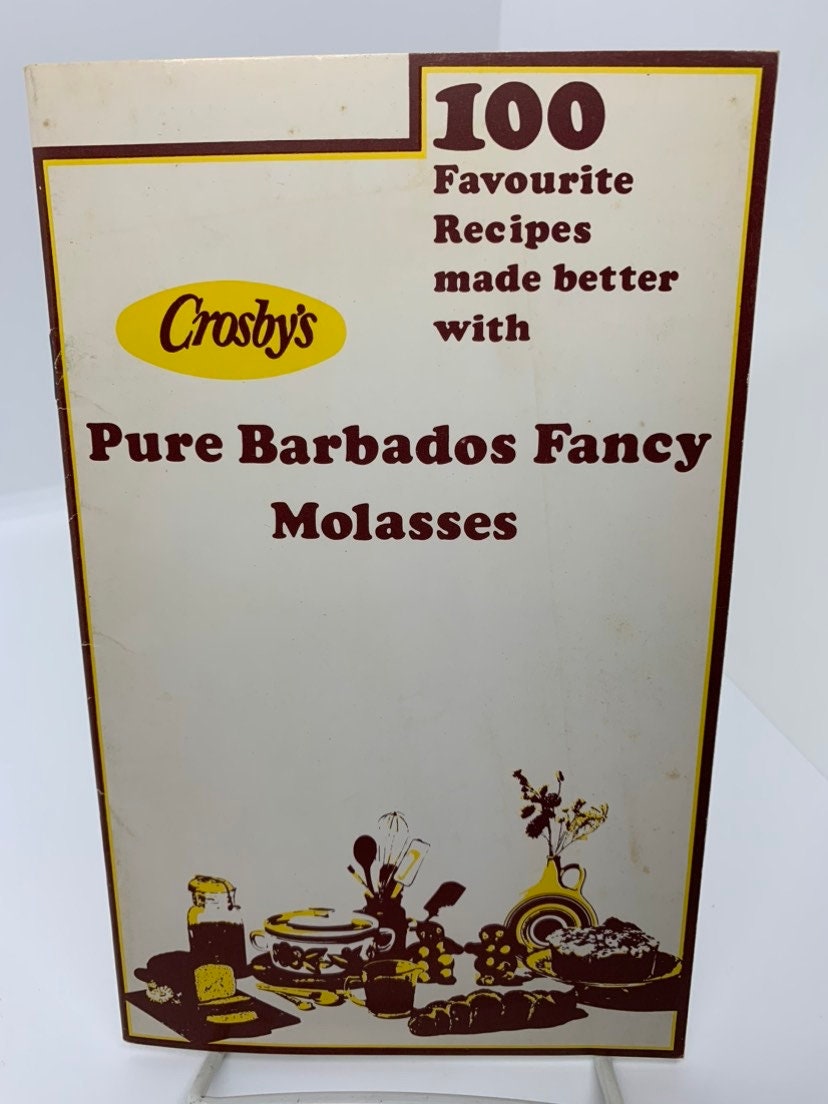 100
Favourite
Recipes
made better
with
Crosby's
Pure Barbados Fancy
Molasses